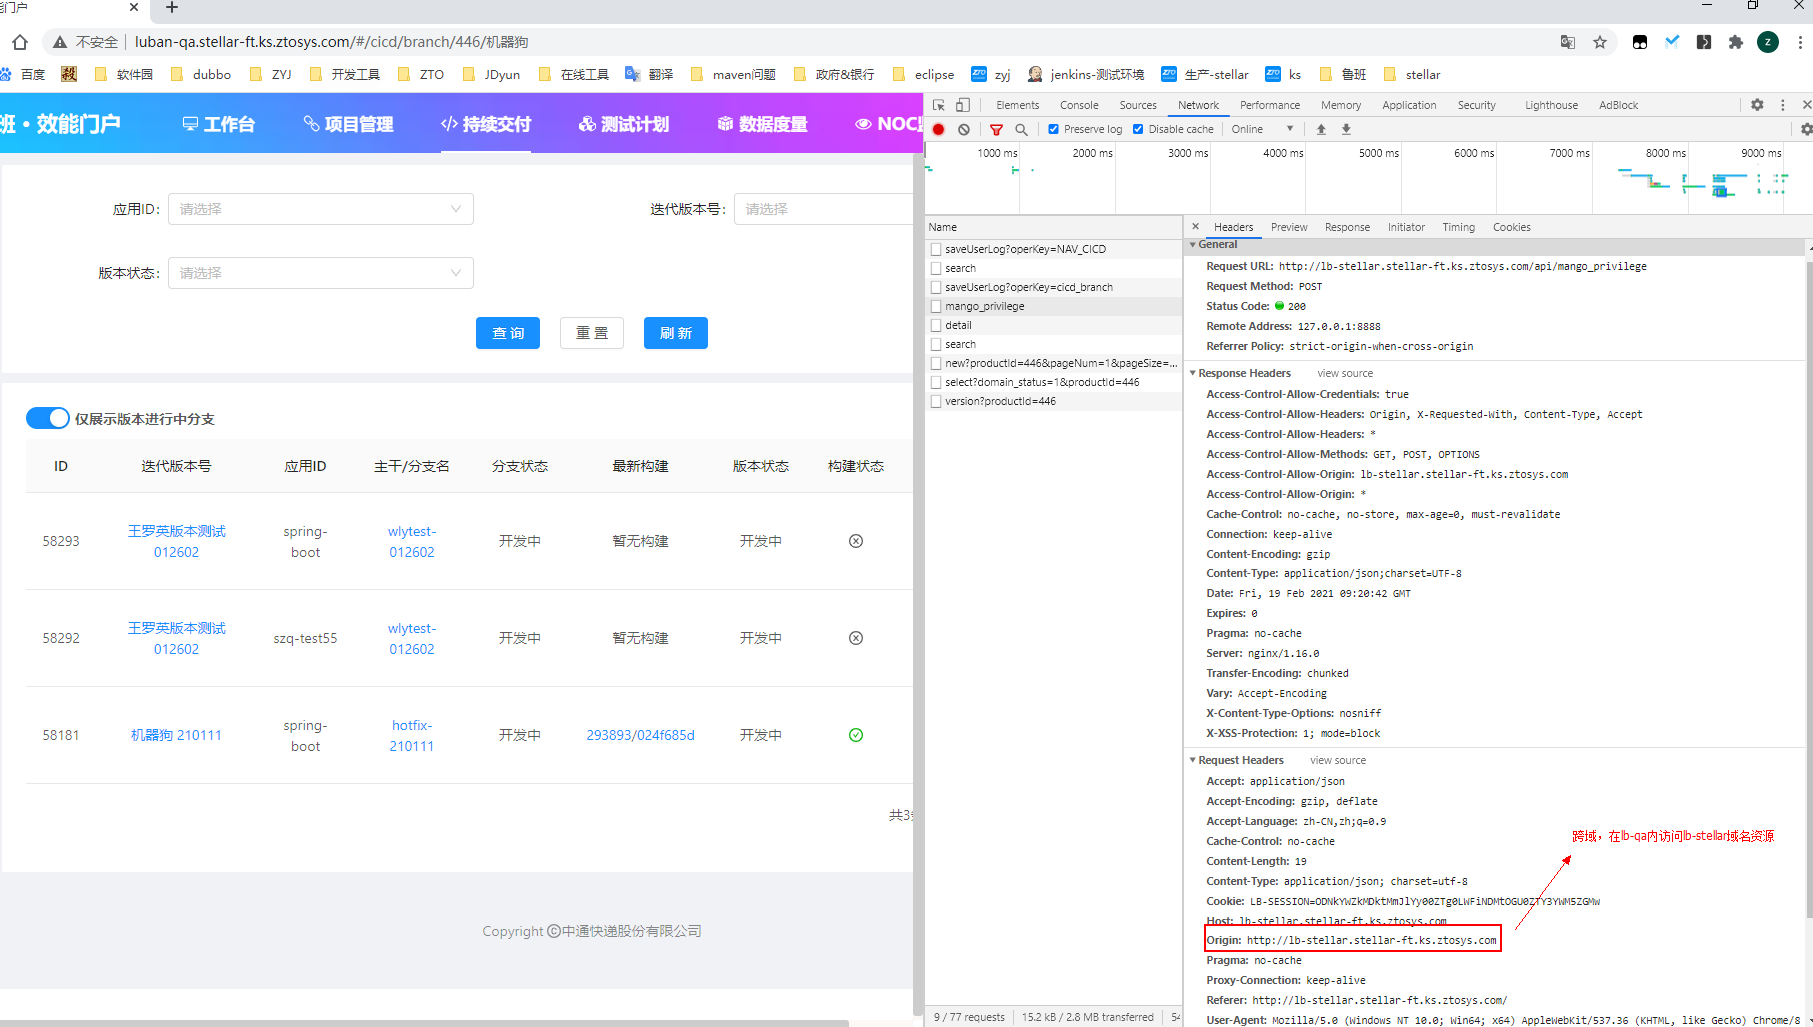 能门户
不安全 luban-qa.stellar-ft.ks.ztosys.com/#/cicd/branch/446/机器狗
百度 软件园 dubbo ZYJ 开发工具 ZTO JDyun 在线工具 翻译 maven问题 政府&银行 eclipse zyj jenkins-测试环境 生产-stellar ks 鲁班 stellar
班·效能门户 工作台 项目管理 持续交付 测试计划 数据度量 NOC
应用ID: 请选择 迭代版本号: 请选择
版本状态: 请选择
查询 重置 刷新
仅展示版本进行中分支
ID 迭代版本号 应用ID 主干/分支名 分支状态 最新构建 版本状态 构建状态
58293 王罗英版本测试012602 spring-boot wlytest-012602 开发中 暂无构建 开发中
58292 王罗英版本测试012602 szq-test55 wlytest-012602 开发中 暂无构建 开发中
58181 机器狗 210111 spring-boot hotfix-210111 开发中 293893/024f685d 开发中
共3
Copyright ©中通快递股份有限公司
Elements Console Sources Network Performance Memory Application Security Lighthouse AdBlock
Preserve log Disable cache Online
1000 ms 2000 ms 3000 ms 4000 ms 5000 ms 6000 ms 7000 ms 8000 ms 9000 ms
Name
saveUserLog?operKey=NAV_CICD
search
saveUserLog?operKey=cicd_branch
mango_privilege
detail
search
new?productId=446&pageNum=1&pageSize=...
select?domain_status=1&productId=446
version?productId=446
9 / 77 requests 15.2 kB / 2.8 MB transferred 54
Headers Preview Response Initiator Timing Cookies
General
Request URL: http://lb-stellar.stellar-ft.ks.ztosys.com/api/mango_privilege
Request Method: POST
Status Code: 200
Remote Address: 127.0.0.1:8888
Referrer Policy: strict-origin-when-cross-origin
Response Headers view source
Access-Control-Allow-Credentials: true
Access-Control-Allow-Headers: Origin, X-Requested-With, Content-Type, Accept
Access-Control-Allow-Headers: *
Access-Control-Allow-Methods: GET, POST, OPTIONS
Access-Control-Allow-Origin: lb-stellar.stellar-ft.ks.ztosys.com
Access-Control-Allow-Origin: *
Cache-Control: no-cache, no-store, max-age=0, must-revalidate
Connection: keep-alive
Content-Encoding: gzip
Content-Type: application/json;charset=UTF-8
Date: Fri, 19 Feb 2021 09:20:42 GMT
Expires: 0
Pragma: no-cache
Server: nginx/1.16.0
Transfer-Encoding: chunked
Vary: Accept-Encoding
X-Content-Type-Options: nosniff
X-XSS-Protection: 1; mode=block
Request Headers view source
Accept: application/json
Accept-Encoding: gzip, deflate
Accept-Language: zh-CN,zh;q=0.9
Cache-Control: no-cache
Content-Length: 19
Content-Type: application/json; charset=utf-8
Cookie:
Host: lb-stellar.stellar-ft.ks.ztosys.com
Origin: http://lb-stellar.stellar-ft.ks.ztosys.com
Pragma: no-cache
Proxy-Connection: keep-alive
Referer: http://lb-stellar.stellar-ft.ks.ztosys.com/
User-Agent: Mozilla/5.0 (Windows NT 10.0; Win64; x64) AppleWebKit/537.36 (KHTML, like Gecko) Chrome/8
跨域，在lb-qa内访问lb-stellar域名资源